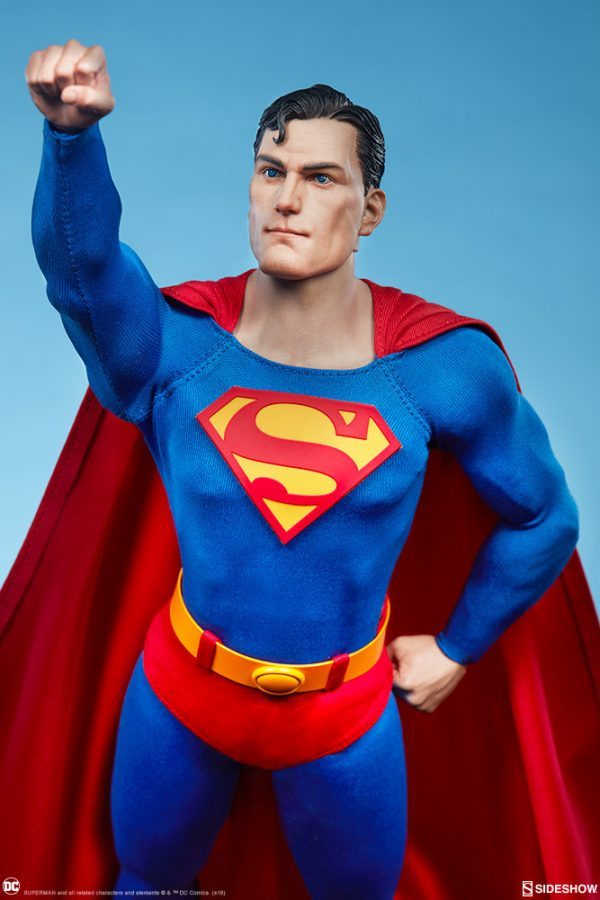 S
DC SUPERMAN and all related characters and elements © & ™ DC Comics. (s19)
SIDESHOW